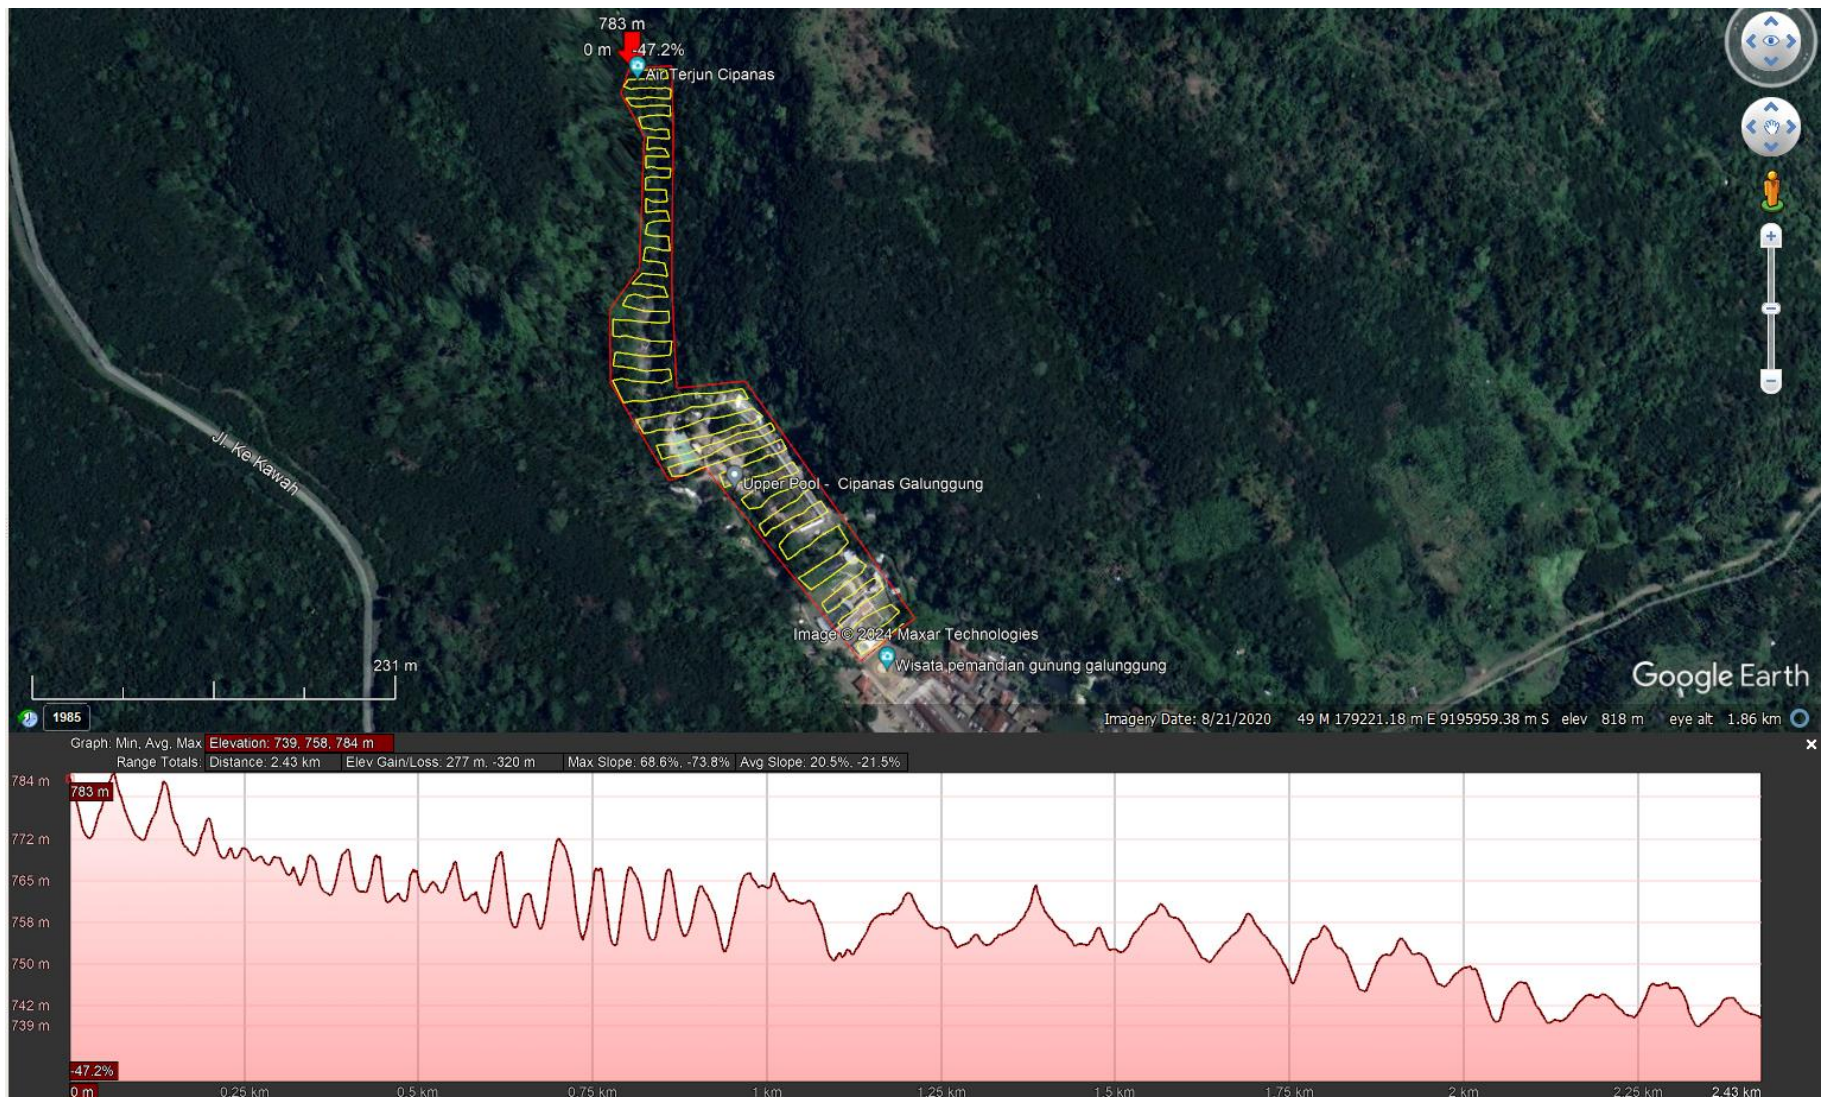 783 m
0 m
-47.2%
Air Terjun Cipanas
Jl. Ke Kawah
Upper Pool - Cipanas Galunggung
Image © 2024 Maxar Technologies
Wisata pemandian gunung galunggung
231 m
Google Earth
1985
Imagery Date: 8/21/2020 49 M 179221.18 m E 9195959.38 m S elev 818 m eye alt 1.86 km
Graph: Min, Avg, Max Elevation: 739, 758, 784 m
Range Totals: Distance: 2.43 km Elev Gain/Loss: 277 m, -320 m Max Slope: 68.6%, -73.8% Avg Slope: 20.5%, -21.5%
784 m
783 m
772 m
765 m
758 m
750 m
742 m
739 m
-47.2%
0 m 0.25 km 0.5 km 0.75 km 1 km 1.25 km 1.5 km 1.75 km 2 km 2.25 km 2.43 km